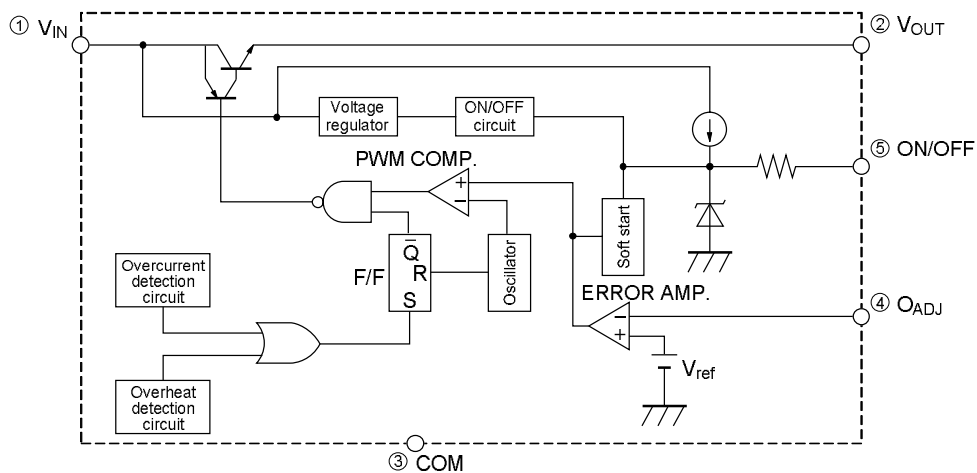 ① VIN
② VOUT
Voltage
regulator
ON/OFF
circuit
⑤ ON/OFF
PWM COMP.
+
−
Soft start
Q̄
R
S
F/F
Oscillator
Overcurrent
detection
circuit
ERROR AMP.
④ OADJ
−
+
Vref
Overheat
detection
circuit
③ COM